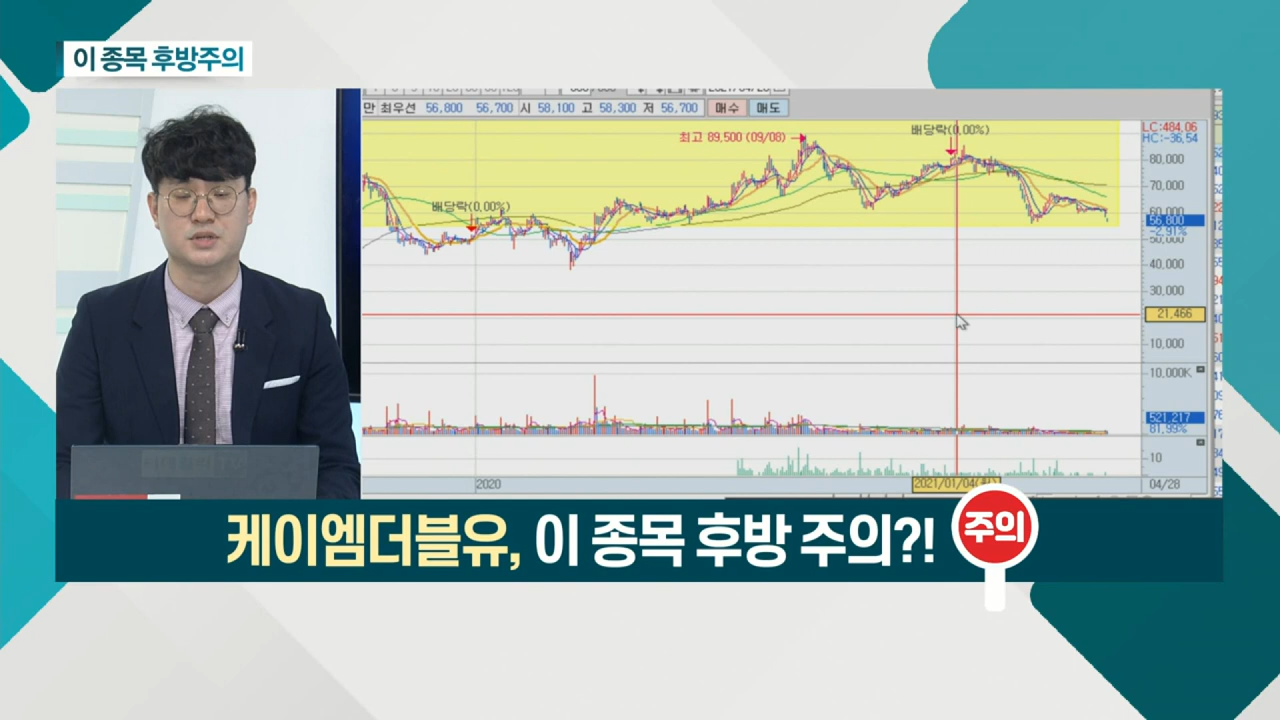 이 종목 후방주의
만 최우선 56,800 56,700 시 58,100 고 58,300 저 56,700 매수 매도
최고 89,500 (09/08)
배당락(0,00%)
배당락(0,00%)
LC:484,06
HC:-36,54
80,000
70,000
60,000
56,800
-2,91%
50,000
40,000
30,000
21,466
10,000
10,000K
521,217
81,99%
10
2020
2021/01/04(월)
04/28
케이엠더블유, 이 종목 후방 주의?!
주의